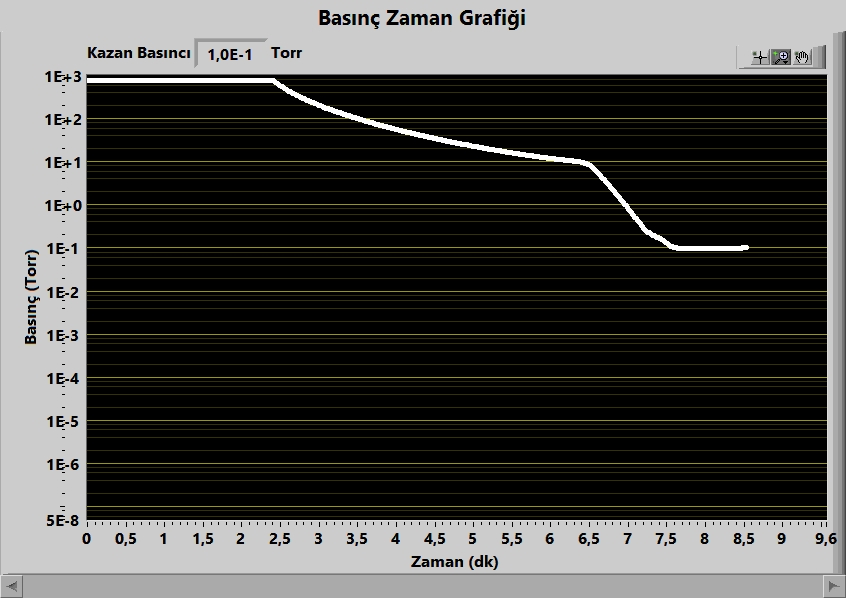 Basınç Zaman Grafiği
Kazan Basıncı 1,0E-1 Torr
1E+3
1E+2
1E+1
1E+0
1E-1
1E-2
1E-3
1E-4
1E-5
1E-6
5E-8
Basınç (Torr)
0 0,5 1 1,5 2 2,5 3 3,5 4 4,5 5 5,5 6 6,5 7 7,5 8 8,5 9 9,6
Zaman (dk)